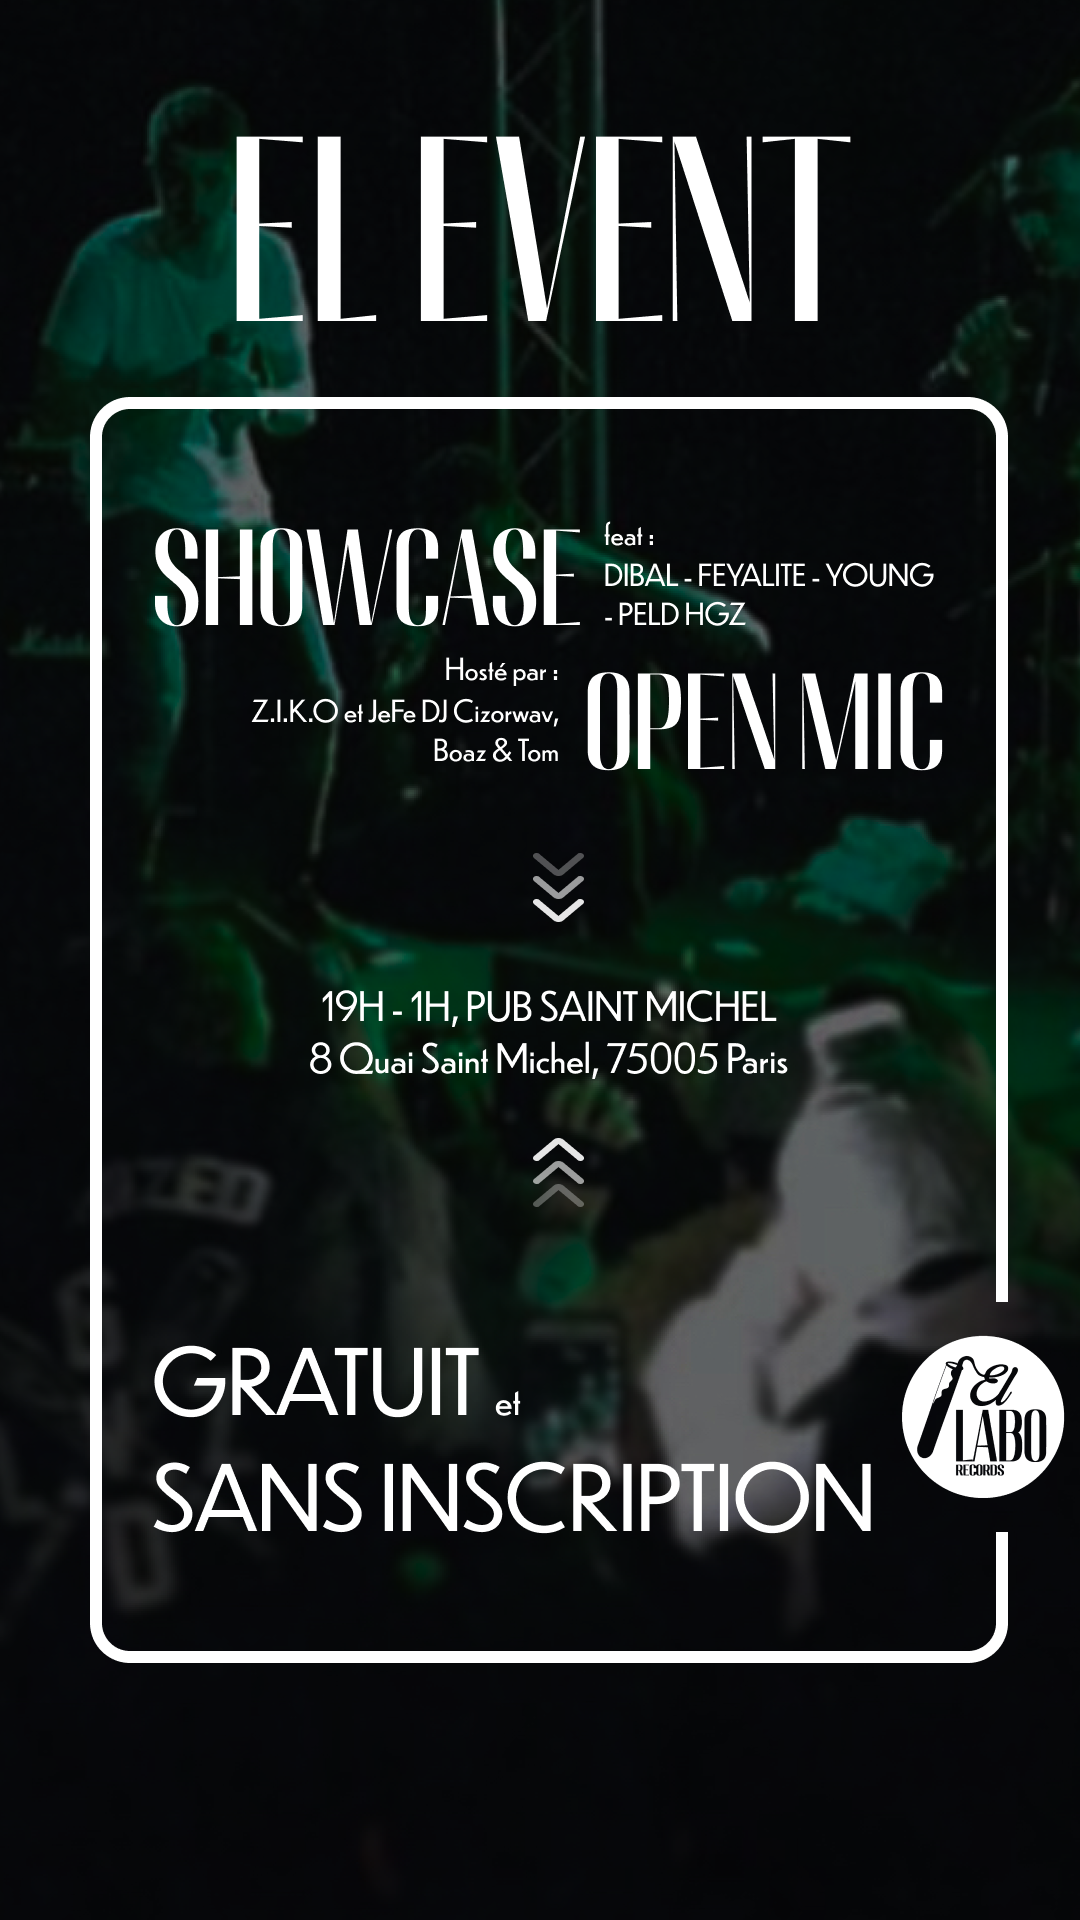 EL EVENT
SHOWCASE
feat :
DIBAL - FEYALITE - YOUNG
- PELD HGZ
Hosté par :
Z.I.K.O et JeFe DJ Cizorwav,
Boaz & Tom
OPEN MIC
19H - 1H, PUB SAINT MICHEL
8 Quai Saint Michel, 75005 Paris
GRATUIT et
SANS INSCRIPTION
El
LABO
RECORDS